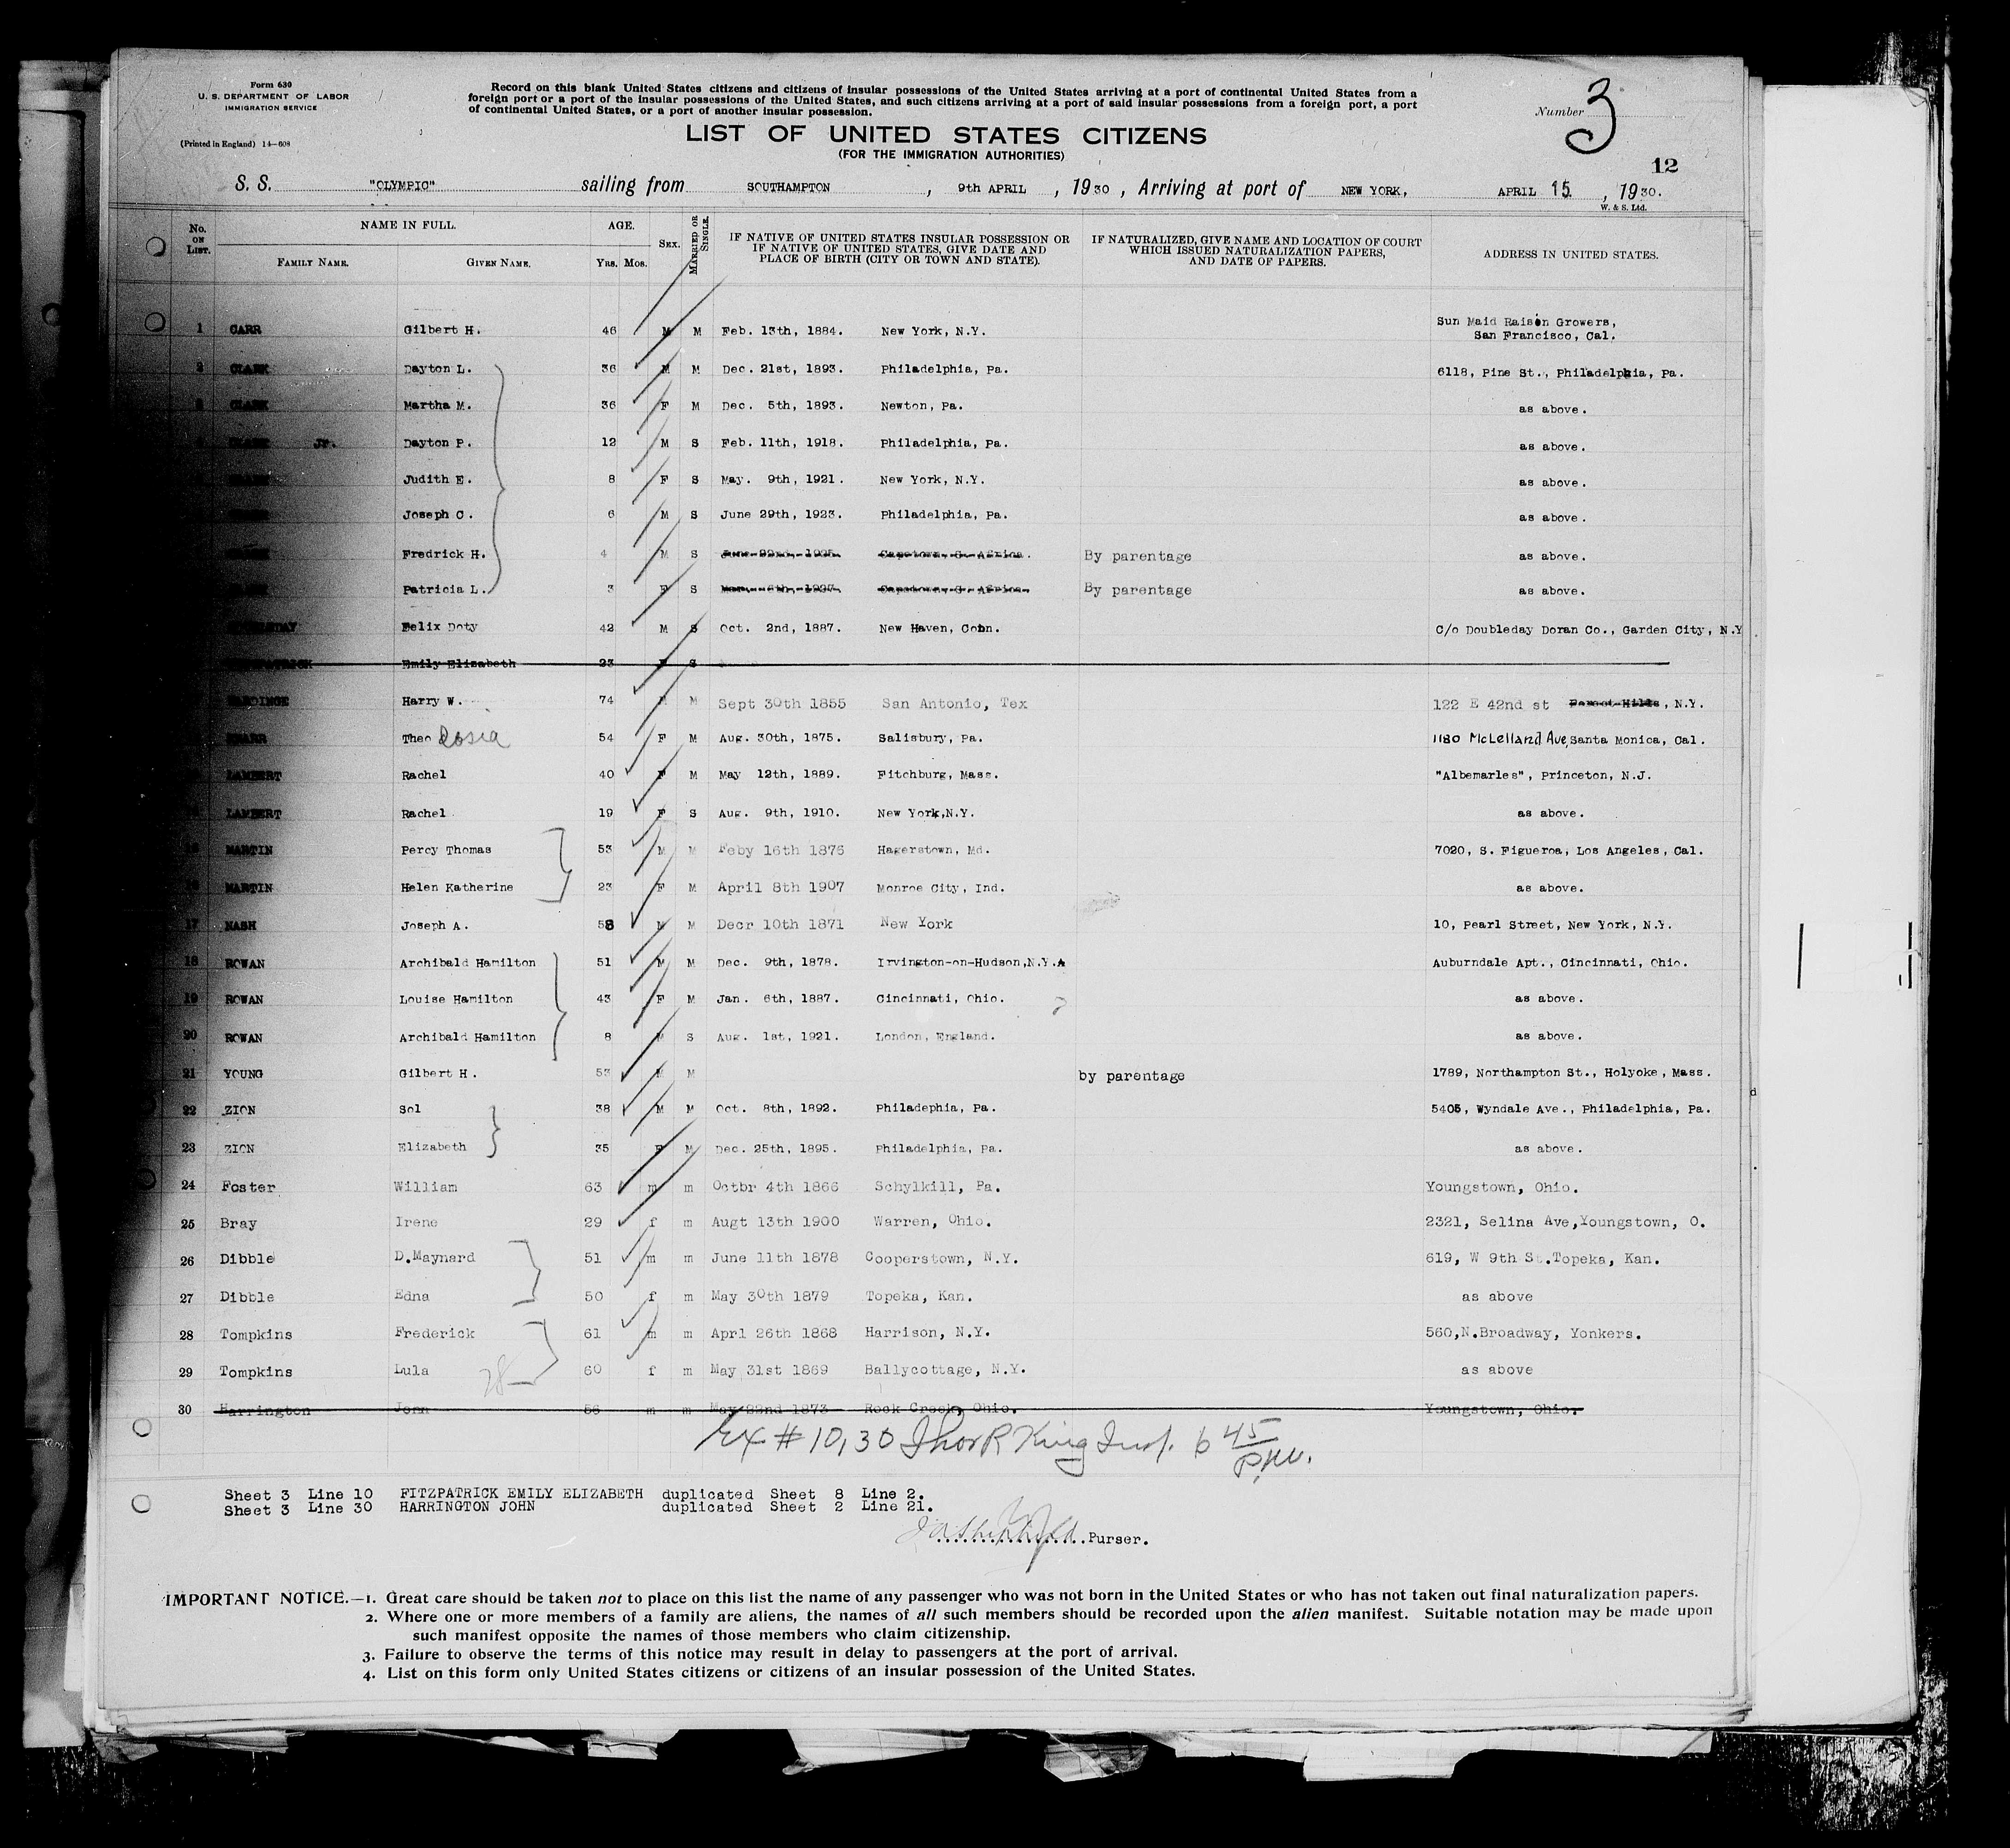 Form 630
U. S. DEPARTMENT OF LABOR
IMMIGRATION SERVICE
(Printed in England) 14—608
Record on this blank United States citizens and citizens of insular possessions of the United States arriving at a port of continental United States from a
foreign port or a port of the insular possessions of the United States, and such citizens arriving at a port of said insular possessions from a foreign port, a port
of continental United States, or a port of another insular possession.
Number 3
LIST OF UNITED STATES CITIZENS
(FOR THE IMMIGRATION AUTHORITIES)
12
S. S. "OLYMPIC" sailing from SOUTHAMPTON, 9th APRIL, 1930, Arriving at port of NEW YORK, APRIL 15, 1930.
W. & S. Ltd.
No. ON LIST. NAME IN FULL. FAMILY NAME. GIVEN NAME. AGE. YRS. MOS. SEX. MARRIED OR SINGLE. IF NATIVE OF UNITED STATES INSULAR POSSESSION OR IF NATIVE OF UNITED STATES, GIVE DATE AND PLACE OF BIRTH (CITY OR TOWN AND STATE). IF NATURALIZED, GIVE NAME AND LOCATION OF COURT WHICH ISSUED NATURALIZATION PAPERS, AND DATE OF PAPERS. ADDRESS IN UNITED STATES.
1 CARR Gilbert H. 46 M M Feb. 13th, 1884. New York, N.Y. Sun Maid Raisin Growers, San Francisco, Cal.
2 CLARK Dayton L. 36 M M Dec. 21st, 1893. Philadelphia, Pa. 6118, Pine St., Philadelphia, Pa.
3 CLARK Martha M. 36 F M Dec. 5th, 1893. Newton, Pa. as above.
Jr. Dayton P. 12 M S Feb. 11th, 1918. Philadelphia, Pa. as above.
Judith E. 8 F S May. 9th, 1921. New York, N.Y. as above.
Joseph C. 6 M S June 29th, 1923. Philadelphia, Pa. as above.
Fredrick H. 4 M S June 22nd, 1925. Capetown, S. Africa. By parentage as above.
Patricia L. 3 F S Mar. 6th, 1927. Capetown, S. Africa. By parentage as above.
Felix Doty 42 M S Oct. 2nd, 1887. New Haven, Conn. C/o Doubleday Doran Co., Garden City, N.Y
Emily Elizabeth 23 F S
HARDINGE Harry W. 74 M M Sept 30th 1855 San Antonio, Tex 122 E 42nd st Forest Hills, N.Y.
KNARR Theo dosia 54 F M Aug. 30th, 1875. Salisbury, Pa. 1180 McLelland Ave, Santa Monica, Cal.
LAMBERT Rachel 40 F M May 12th, 1889. Fitchburg, Mass. "Albemarles", Princeton, N.J.
LAMBERT Rachel 19 F S Aug. 9th, 1910. New York,N.Y. as above.
15 MARTIN Percy Thomas 53 M M Feby 16th 1876 Hagerstown, Md. 7020, S. Figueroa, Los Angeles, Cal.
16 MARTIN Helen Katherine 23 F M April 8th 1907 Monroe City, Ind. as above.
17 NASH Joseph A. 58 M M Decr 10th 1871 New York 10, Pearl Street, New York, N.Y.
18 ROWAN Archibald Hamilton 51 M M Dec. 9th, 1878. Irvington-on-Hudson,N.Y. Auburndale Apt., Cincinnati, Ohio.
19 ROWAN Louise Hamilton 43 F M Jan. 6th, 1887. Cincinnati, Ohio. as above.
20 ROWAN Archibald Hamilton 8 M S Aug. 1st, 1921. London, England. as above.
21 YOUNG Gilbert H. 53 M M by parentage 1789, Northampton St., Holyoke, Mass.
22 ZION Sol 38 M M Oct. 8th, 1892. Philadephia, Pa. 5405, Wyndale Ave., Philadelphia, Pa.
23 ZION Elizabeth 35 F M Dec. 25th, 1895. Philadelphia, Pa. as above.
24 Foster William 63 m m Octbr 4th 1866 Schylkill, Pa. Youngstown, Ohio.
25 Bray Irene 29 f m Augt 13th 1900 Warren, Ohio. 2321, Selina Ave,Youngstown, O.
26 Dibble D.Maynard 51 m m June 11th 1878 Cooperstown, N.Y. 619, W 9th St.Topeka, Kan.
27 Dibble Edna 50 f m May 30th 1879 Topeka, Kan. as above
28 Tompkins Frederick 61 m m Aprl 26th 1868 Harrison, N.Y. 560,N.Broadway, Yonkers.
29 Tompkins Lula 60 f m May 31st 1869 Ballycottage, N.Y. as above
28
30 Harrington John 56 m m May 22nd 1873 Rock Creek, Ohio. Youngstown, Ohio.
Ex # 10,30 Thos R King Insp. 6 45 P.M.
Sheet 3 Line 10 FITZPATRICK EMILY ELIZABETH duplicated Sheet 8 Line 2.
Sheet 3 Line 30 HARRINGTON JOHN duplicated Sheet 2 Line 21.
Purser.
IMPORTANT NOTICE.—1. Great care should be taken not to place on this list the name of any passenger who was not born in the United States or who has not taken out final naturalization papers.
2. Where one or more members of a family are aliens, the names of all such members should be recorded upon the alien manifest. Suitable notation may be made upon
such manifest opposite the names of those members who claim citizenship.
3. Failure to observe the terms of this notice may result in delay to passengers at the port of arrival.
4. List on this form only United States citizens or citizens of an insular possession of the United States.